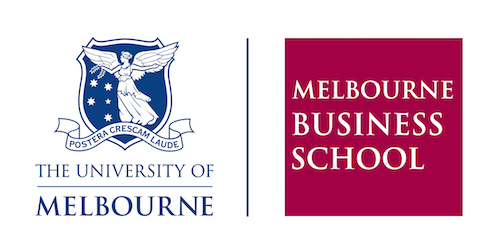 POSTERA CRESCAM LAUDE
THE UNIVERSITY OF
MELBOURNE
MELBOURNE
BUSINESS
SCHOOL